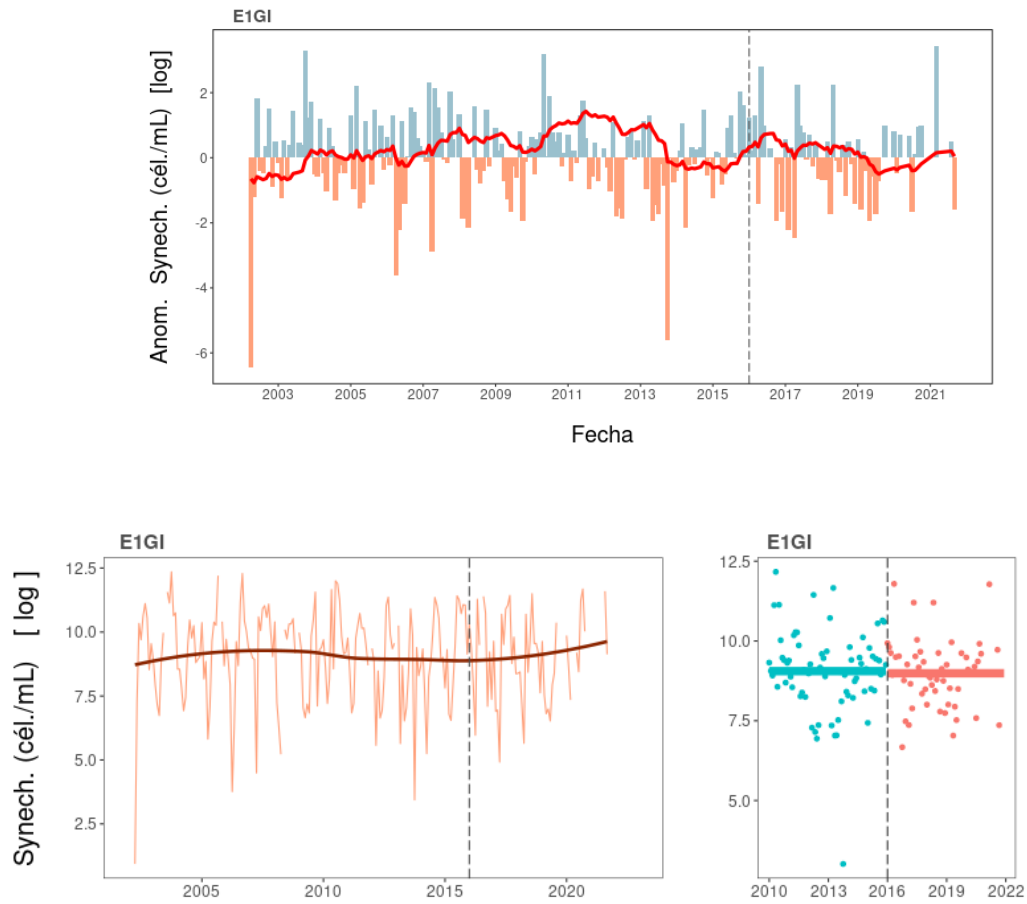 E1GI
Anom. Synech. (cél./mL) [log]
2
0
-2
-4
-6
2003 2005 2007 2009 2011 2013 2015 2017 2019 2021
Fecha
E1GI
Synech. (cél./mL) [ log ]
12.5
10.0
7.5
5.0
2.5
2005 2010 2015 2020
E1GI
12.5
10.0
7.5
5.0
2010 2013 2016 2019 2022